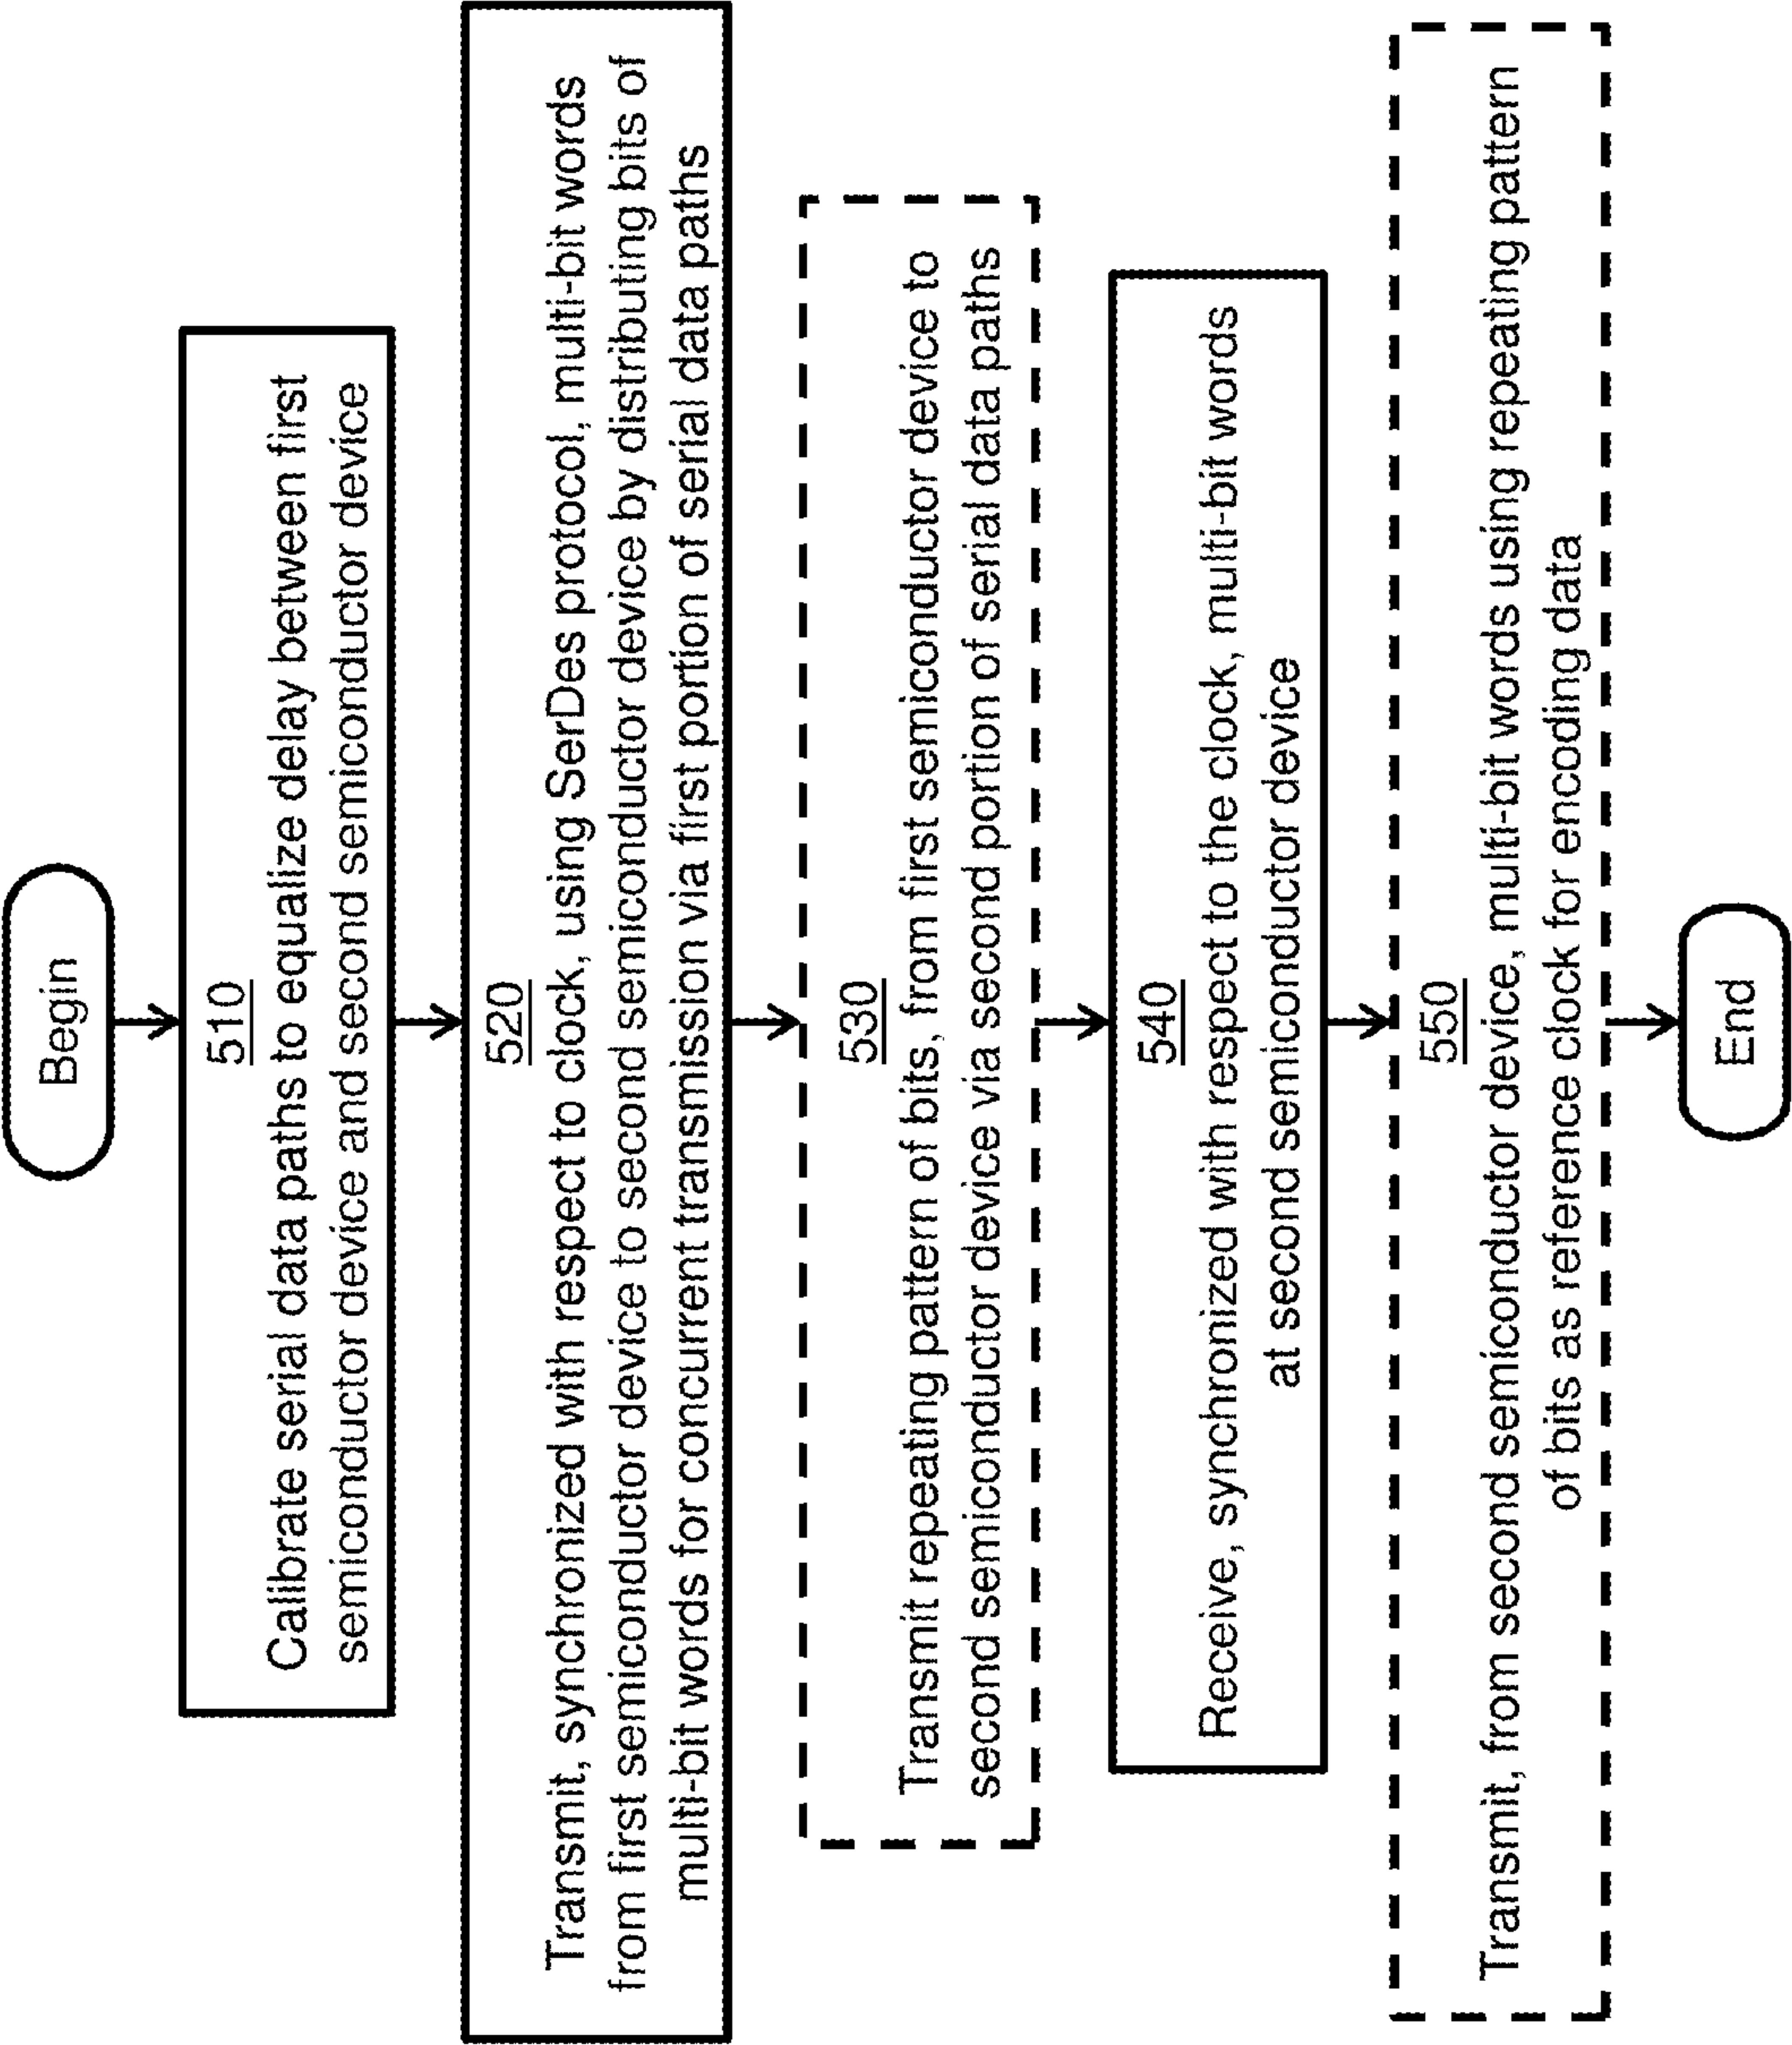 Begin
510
Calibrate serial data paths to equalize delay between first
semiconductor device and second semiconductor device
520
Transmit, synchronized with respect to clock, using SerDes protocol, multi-bit words
from first semiconductor device to second semiconductor device by distributing bits of
multi-bit words for concurrent transmission via first portion of serial data paths
530
Transmit repeating pattern of bits, from first semiconductor device to
second semiconductor device via second portion of serial data paths
540
Receive, synchronized with respect to the clock, multi-bit words
at second semiconductor device
550
Transmit, from second semiconductor device, multi-bit words using repeating pattern
of bits as reference clock for encoding data
End